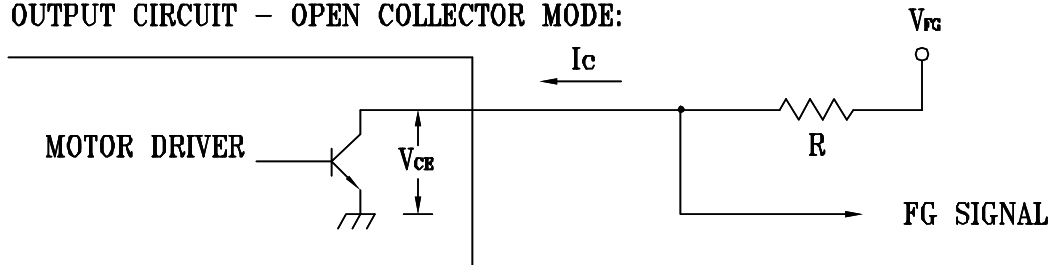 OUTPUT CIRCUIT - OPEN COLLECTOR MODE:
VFG
Ic
MOTOR DRIVER
VCE
R
FG SIGNAL